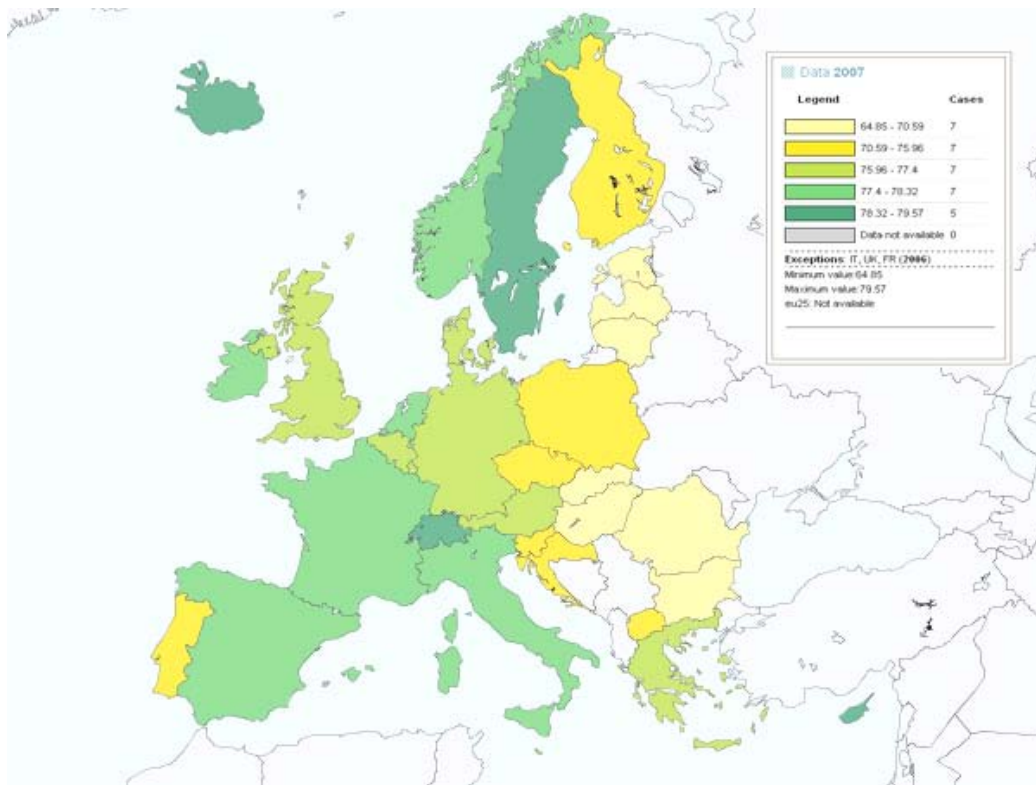 Data 2007
Legend Cases
64.85 - 70.59 7
70.59 - 75.96 7
75.96 - 77.4 7
77.4 - 78.32 7
78.32 - 79.57 5
Data not available 0
Exceptions: IT, UK, FR (2006)
Minimum value:64.85
Maximum value:79.57
eu25: Not available